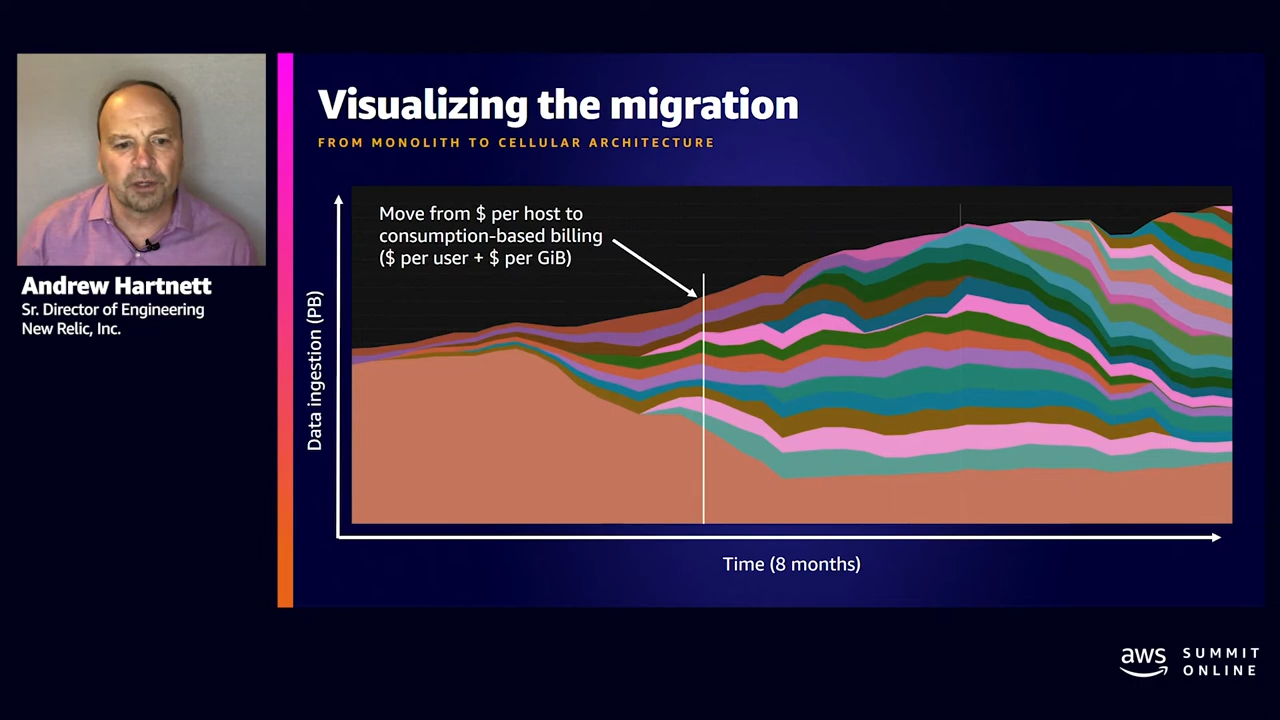 Visualizing the migration
FROM MONOLITH TO CELLULAR ARCHITECTURE
Move from $ per host to
consumption-based billing
($ per user + $ per GiB)
Data ingestion (PB)
Time (8 months)
Andrew Hartnett
Sr. Director of Engineering
New Relic, Inc.
aws
SUMMIT
ONLINE